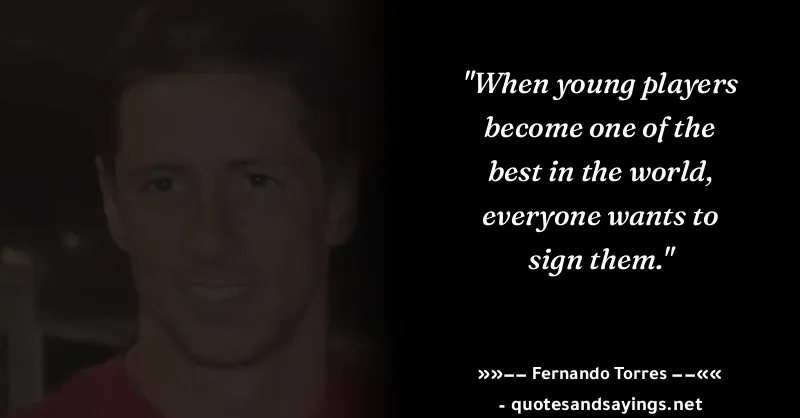 "When young players
become one of the
best in the world,
everyone wants to
sign them."
»»−− Fernando Torres −−««
- quotesandsayings.net